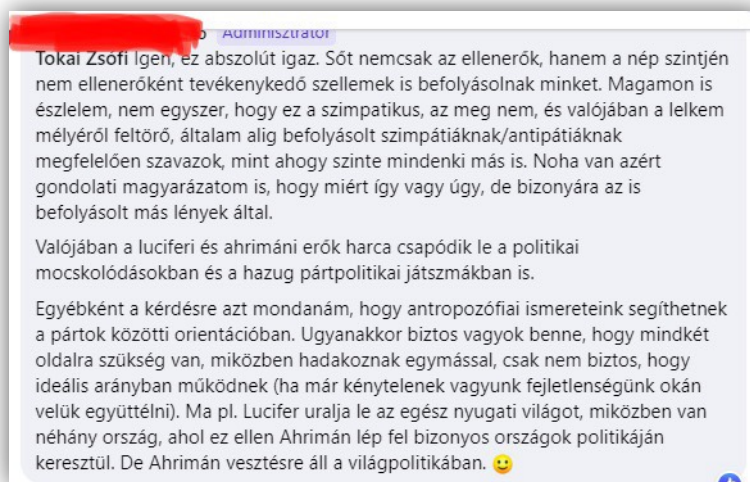 Adminisztrátor
Tokai Zsófi Igen, ez abszolút igaz. Sőt nemcsak az ellenerők, hanem a nép szintjén
nem ellenerőként tevékenykedő szellemek is befolyásolnak minket. Magamon is
észlelem, nem egyszer, hogy ez a szimpatikus, az meg nem, és valójában a lelkem
mélyéről feltörő, általam alig befolyásolt szimpátiáknak/antipátiáknak
megfelelően szavazok, mint ahogy szinte mindenki más is. Noha van azért
gondolati magyarázatom is, hogy miért így vagy úgy, de bizonyára az is
befolyásolt más lények által.
Valójában a luciferi és ahrimáni erők harca csapódik le a politikai
mocskolódásokban és a hazug pártpolitikai játszmákban is.
Egyébként a kérdésre azt mondanám, hogy antropozófiai ismereteink segíthetnek
a pártok közötti orientációban. Ugyanakkor biztos vagyok benne, hogy mindkét
oldalra szükség van, miközben hadakoznak egymással, csak nem biztos, hogy
ideális arányban működnek (ha már kénytelenek vagyunk fejletlenségünk okán
velük együttélni). Ma pl. Lucifer uralja le az egész nyugati világot, miközben van
néhány ország, ahol ez ellen Ahrimán lép fel bizonyos országok politikáján
keresztül. De Ahrimán vesztésre áll a világpolitikában. 🙂